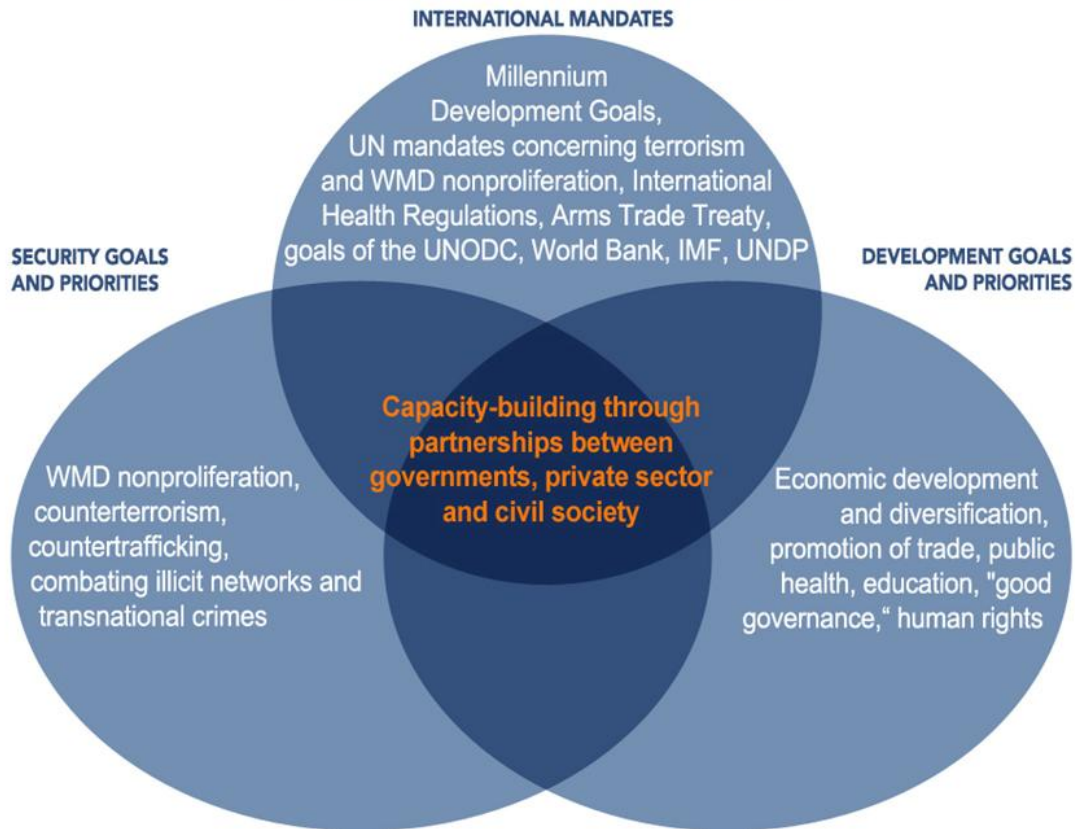 INTERNATIONAL MANDATES
Millennium
Development Goals,
UN mandates concerning terrorism
and WMD nonproliferation, International
Health Regulations, Arms Trade Treaty,
goals of the UNODC, World Bank, IMF, UNDP
SECURITY GOALS
AND PRIORITIES
DEVELOPMENT GOALS
AND PRIORITIES
Capacity-building through
partnerships between
governments, private sector
and civil society
WMD nonproliferation,
counterterrorism,
countertrafficking,
combating illicit networks and
transnational crimes
Economic development
and diversification,
promotion of trade, public
health, education, "good
governance,“ human rights